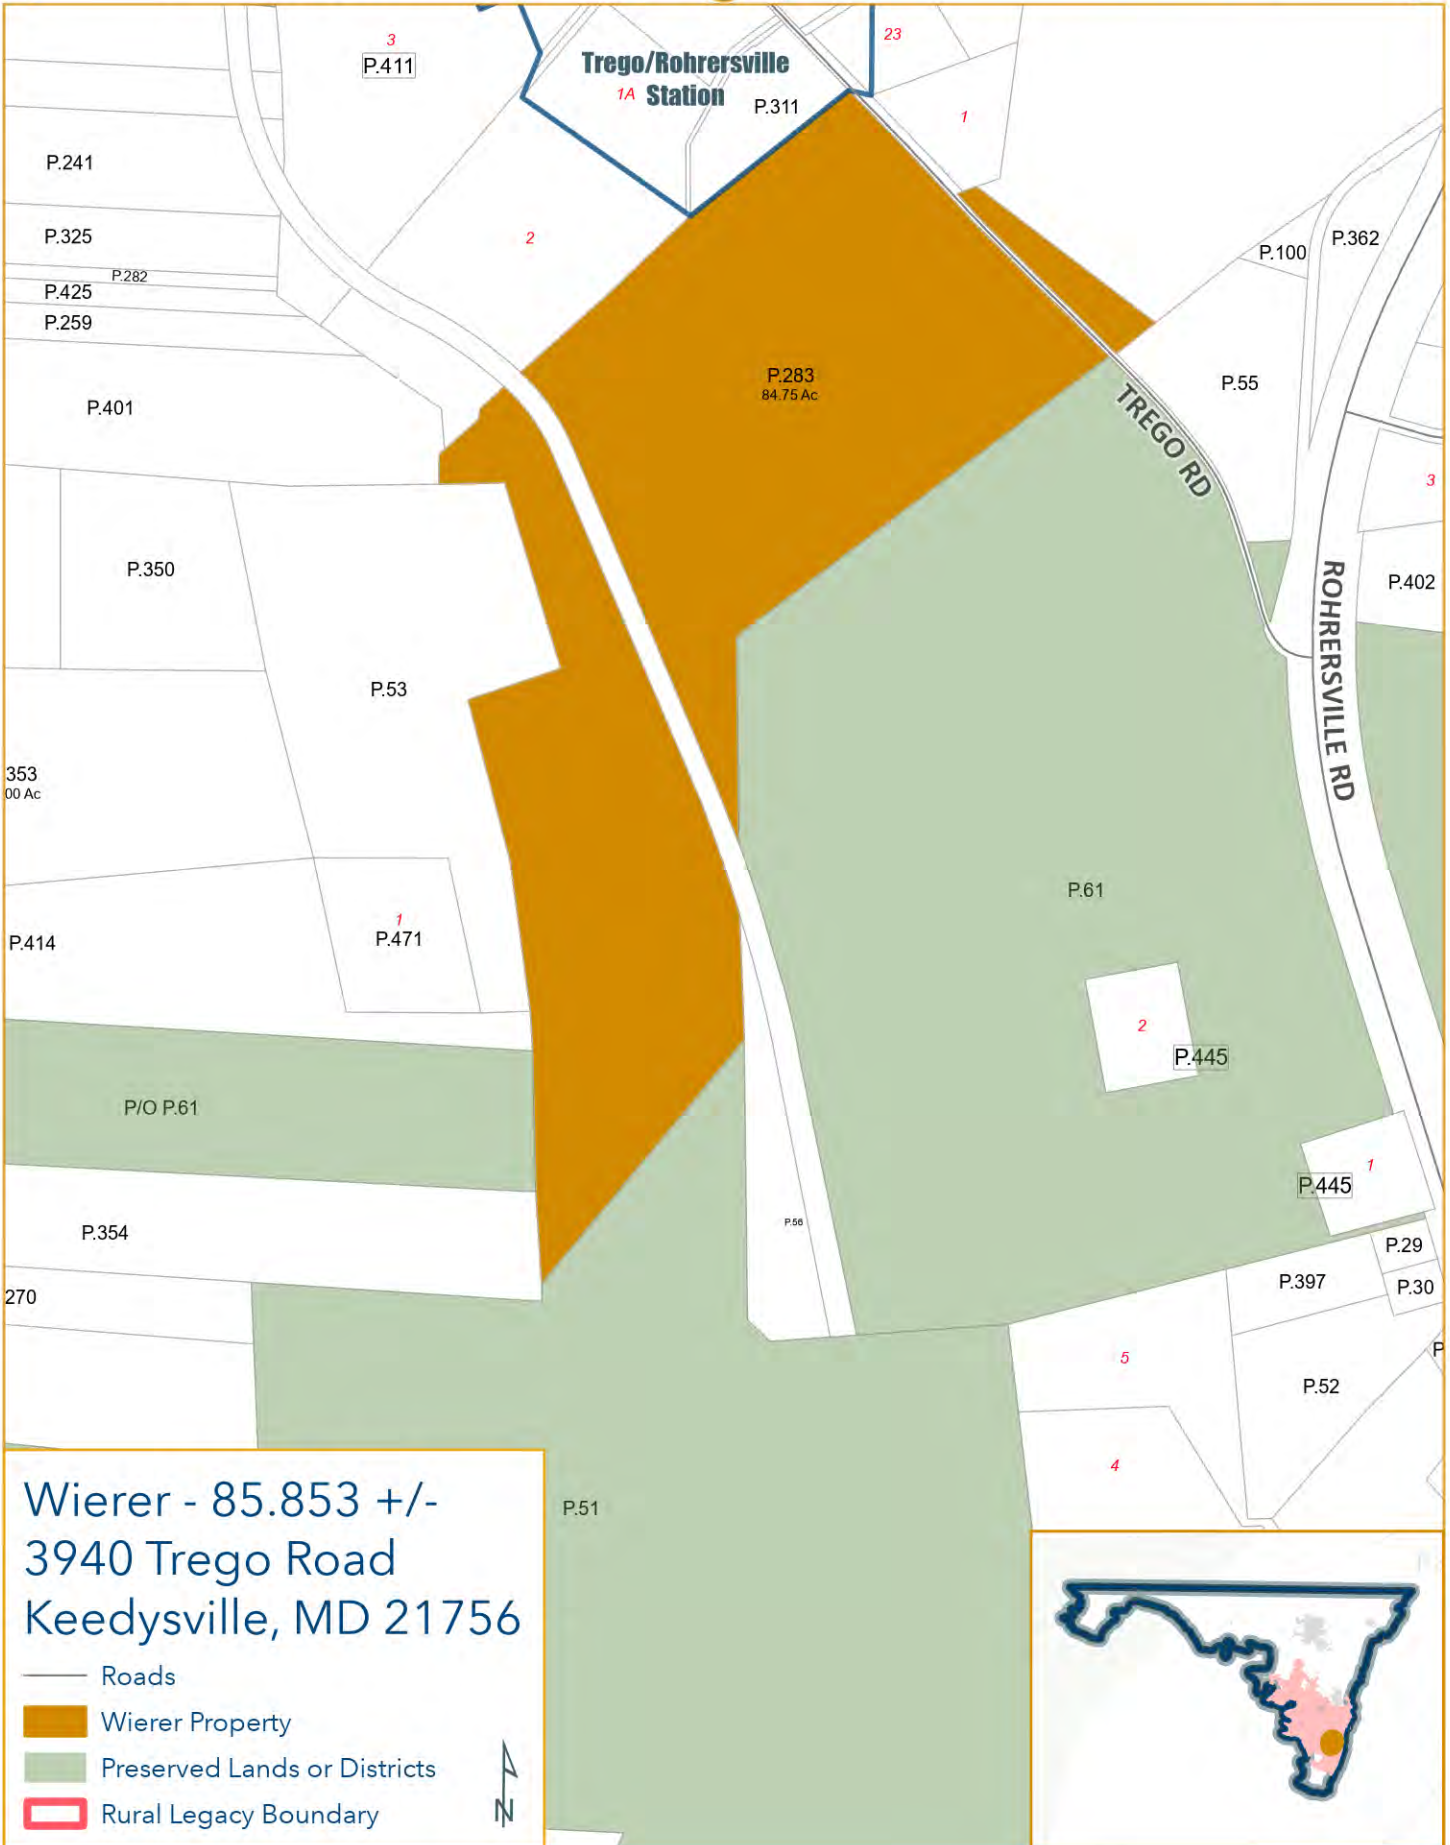 3
P.411
Trego/Rohrersville
Station
1A
P.311
23
1
P.241
P.325
P.282
P.425
P.259
2
P.100
P.362
P.401
P.283
84.75 Ac
P.55
TREGO RD
3
P.350
P.402
ROHRERSVILLE RD
P.53
353
00 Ac
P.61
1
P.471
P.414
2
P.445
P/O P.61
1
P.445
P.354
P.56
P.29
P.397
P.30
270
5
P.52
P
4
P.51
Wierer - 85.853 +/-
3940 Trego Road
Keedysville, MD 21756
Roads
Wierer Property
Preserved Lands or Districts
Rural Legacy Boundary
N